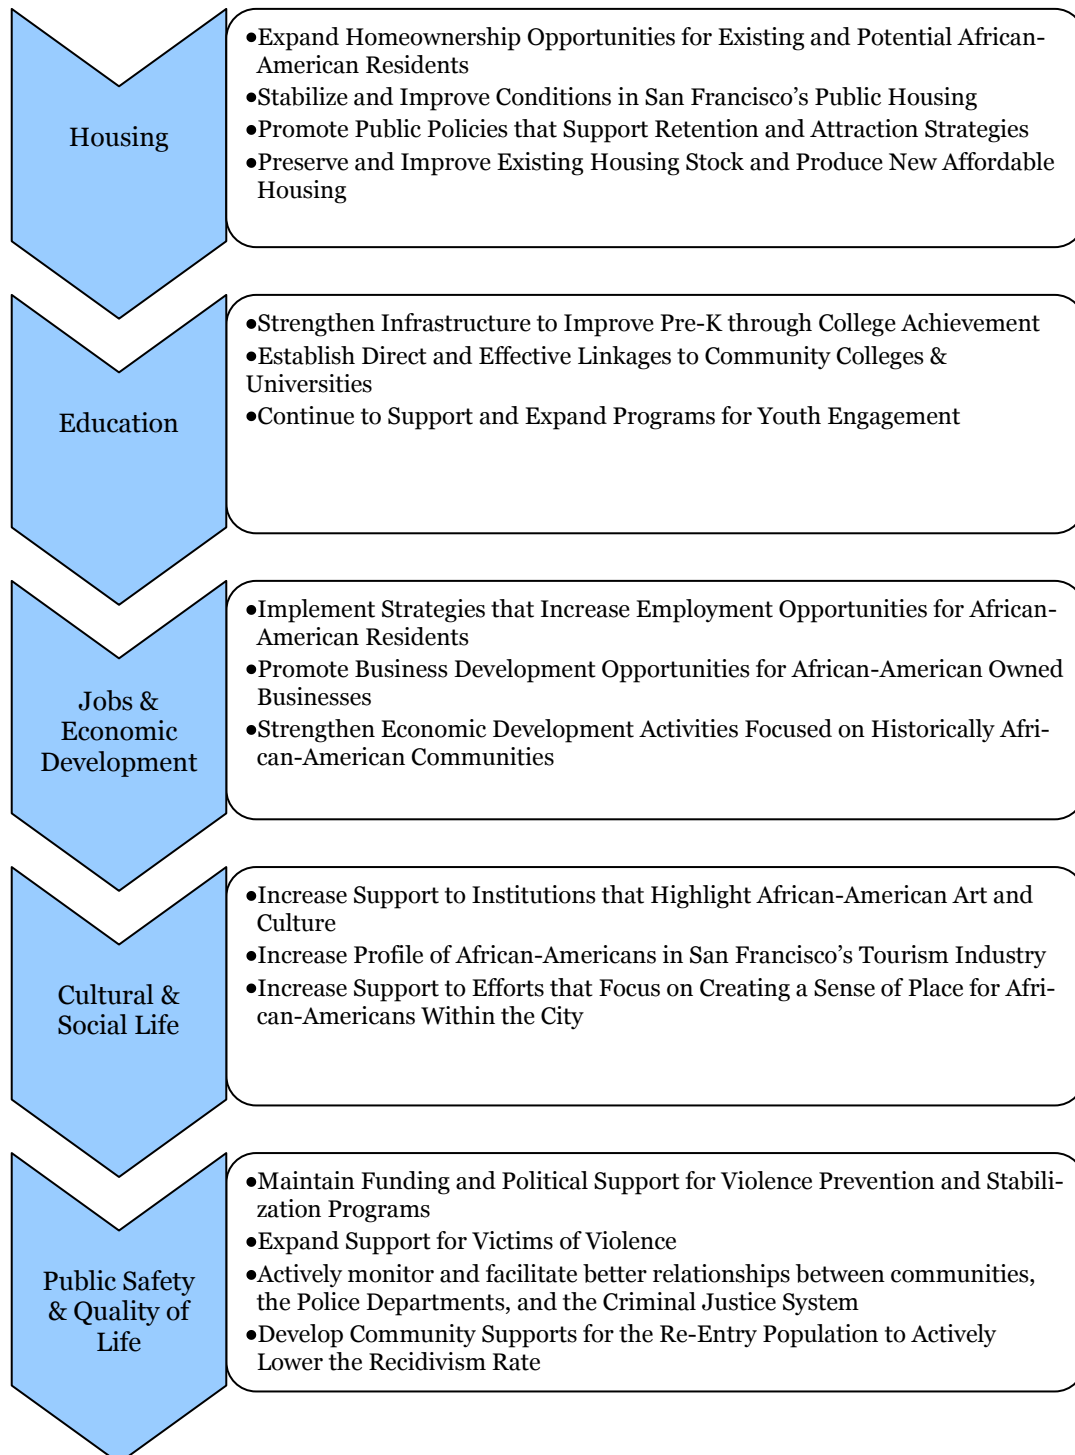 Housing
•Expand Homeownership Opportunities for Existing and Potential African-
American Residents
•Stabilize and Improve Conditions in San Francisco’s Public Housing
•Promote Public Policies that Support Retention and Attraction Strategies
•Preserve and Improve Existing Housing Stock and Produce New Affordable
Housing
Education
•Strengthen Infrastructure to Improve Pre-K through College Achievement
•Establish Direct and Effective Linkages to Community Colleges &
Universities
•Continue to Support and Expand Programs for Youth Engagement
Jobs &
Economic
Development
•Implement Strategies that Increase Employment Opportunities for African-
American Residents
•Promote Business Development Opportunities for African-American Owned
Businesses
•Strengthen Economic Development Activities Focused on Historically Afri-
can-American Communities
Cultural &
Social Life
•Increase Support to Institutions that Highlight African-American Art and
Culture
•Increase Profile of African-Americans in San Francisco’s Tourism Industry
•Increase Support to Efforts that Focus on Creating a Sense of Place for Afri-
can-Americans Within the City
Public Safety
& Quality of
Life
•Maintain Funding and Political Support for Violence Prevention and Stabili-
zation Programs
•Expand Support for Victims of Violence
•Actively monitor and facilitate better relationships between communities,
the Police Departments, and the Criminal Justice System
•Develop Community Supports for the Re-Entry Population to Actively
Lower the Recidivism Rate